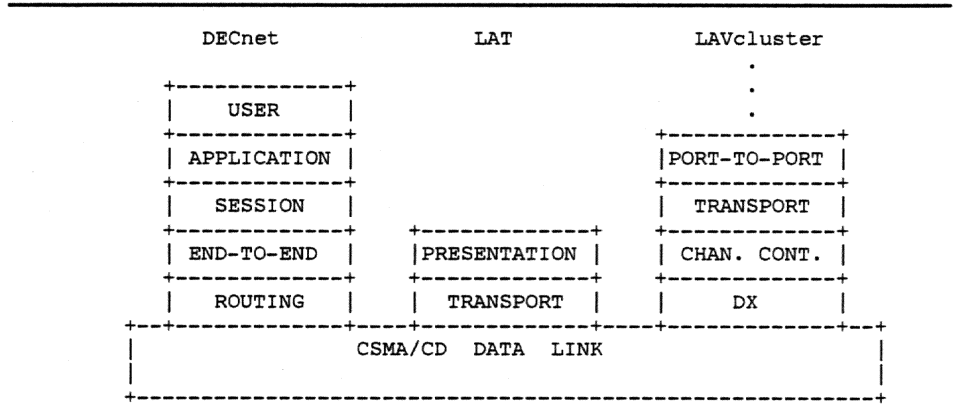 DECnet LAT LAVcluster
USER
APPLICATION PORT-TO-PORT
SESSION TRANSPORT
END-TO-END PRESENTATION CHAN. CONT.
ROUTING TRANSPORT DX
CSMA/CD DATA LINK